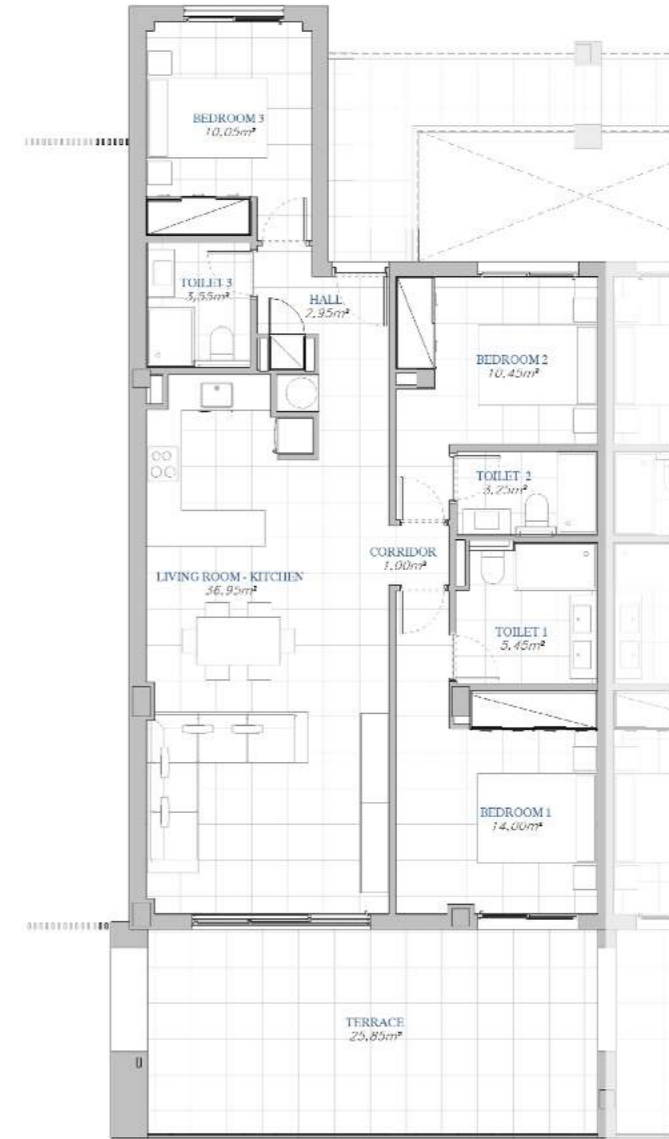 BEDROOM 3
10,05m²
TOILET 3
3,55m²
HALL
2,95m²
BEDROOM 2
10,45m²
TOILET 2
3,25m²
CORRIDOR
1,00m²
LIVING ROOM - KITCHEN
36,95m²
TOILET 1
5,45m²
BEDROOM 1
14,00m²
TERRACE
25,85m²